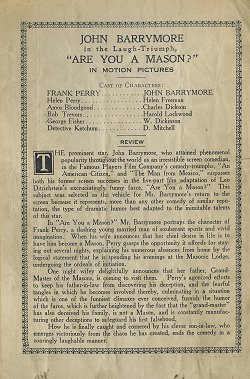 JOHN BARRYMORE
in the Laugh-Triumph,
"ARE YOU A MASON?"
IN MOTION PICTURES
CAST OF CHARACTERS:
FRANK PERRY.............JOHN BARRYMORE
Helen Perry.............Helen Freeman
Amos Bloodgood.............Charles Dickson
Bob Trevors.............Harold Lockwood
George Fisher.............W. Dickinson
Detective Ketchum.............D. Mitchell
REVIEW
THE prominent star, John Barrymore, who attained phenomenal
popularity throughout the world as an irresistible screen comedian,
in the Famous Players Film Company's comedy-triumphs, "An
American Citizen," and "The Man from Mexico," surpasses
both his former screen successes in the five-part film adaptation of Leo
Ditrichstein's excruciatingly funny farce, "Are You a Mason?" This
subject was selected as the vehicle for Mr. Barrymore's return to the
screen because it represents, more than any other comedy of similar reputation,
the type of dramatic humor best adapted to the inimitable talents
of this star.
In "Are You a Mason?" Mr. Barrymore portrays the character of
Frank Perry, a dashing young married man of exuberant spirits and vivid
imagination. When his wife announces that her chief desire in life is to
have him become a Mason, Perry grasps the opportunity it affords for staying
out several nights, explaining his numerous absences from home by the
logical statement that he is spending his evenings at the Masonic Lodge,
undergoing the ordeals of initiation.
One night wifey delightfully announces that her father, Grand-
Master of the Masons, is coming to visit them. Perry's agonized efforts
to keep his father-in-law from discovering his deception, and the fearful
tangles in which he becomes involved thereby, culminating in a situation
which is one of the funniest climaxes ever conceived, furnish the humor
of the farce, which is further heightened by the fact that the "grand-master"
has also deceived his family, is not a Mason, and is constantly manufacturing
other deceptions to safeguard his first falsehood.
How he is finally caught and cornered by his clever son-in-law, who
emerges victoriously from the chaos he has created, ends the comedy in a
roaringly laughable manner.